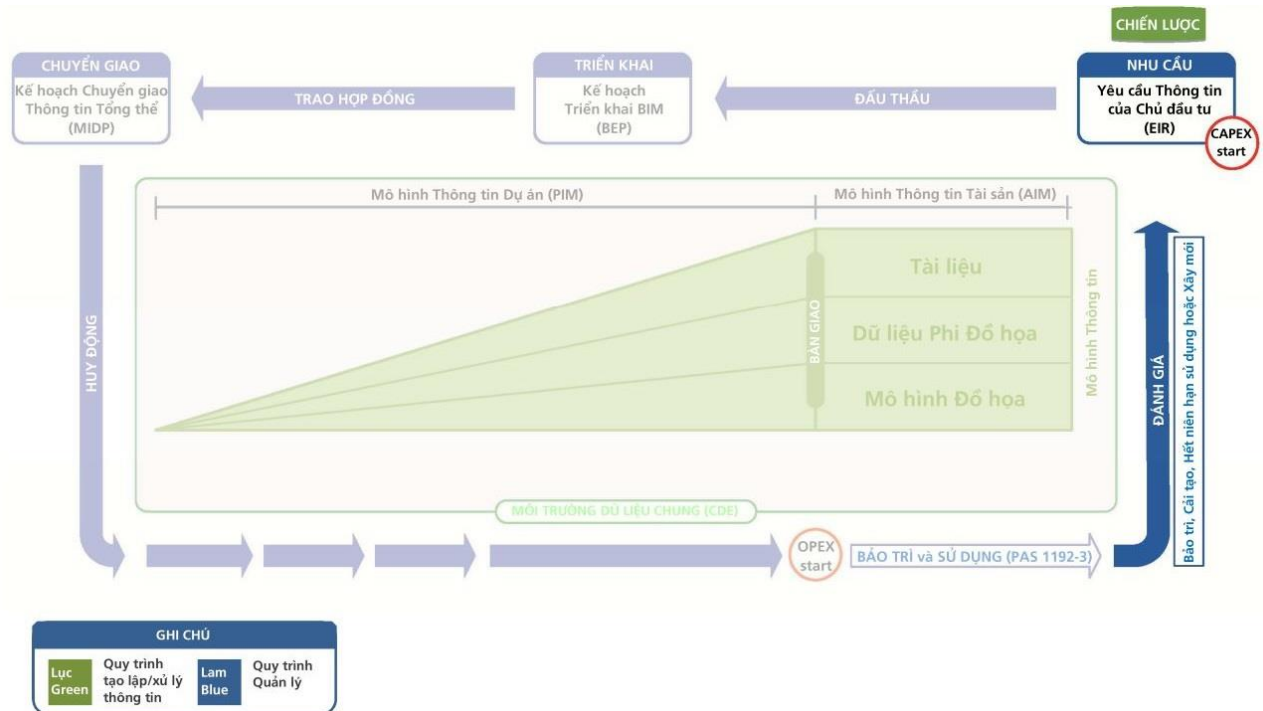 CHIẾN LƯỢC
CHUYỂN GIAO
Kế hoạch Chuyển giao
Thông tin Tổng thể
(MIDP)
TRAO HỢP ĐỒNG
TRIỂN KHAI
Kế hoạch
Triển khai BIM
(BEP)
ĐẤU THẦU
NHU CẦU
Yêu cầu Thông tin
của Chủ đầu tư
(EIR)
CAPEX
start
Mô hình Thông tin Dự án (PIM)
Mô hình Thông tin Tài sản (AIM)
HUY ĐỘNG
BÀN GIAO
Tài liệu
Dữ liệu Phi Đồ họa
Mô hình Đồ họa
Mô hình Thông tin
ĐÁNH GIÁ
Bảo trì, Cải tạo, Hết niên hạn sử dụng hoặc Xây mới
MÔI TRƯỜNG DỮ LIỆU CHUNG (CDE)
OPEX
start
BẢO TRÌ và SỬ DỤNG (PAS 1192-3)
GHI CHÚ
Lục
Green
Quy trình
tạo lập/xử lý
thông tin
Lam
Blue
Quy trình
Quản lý